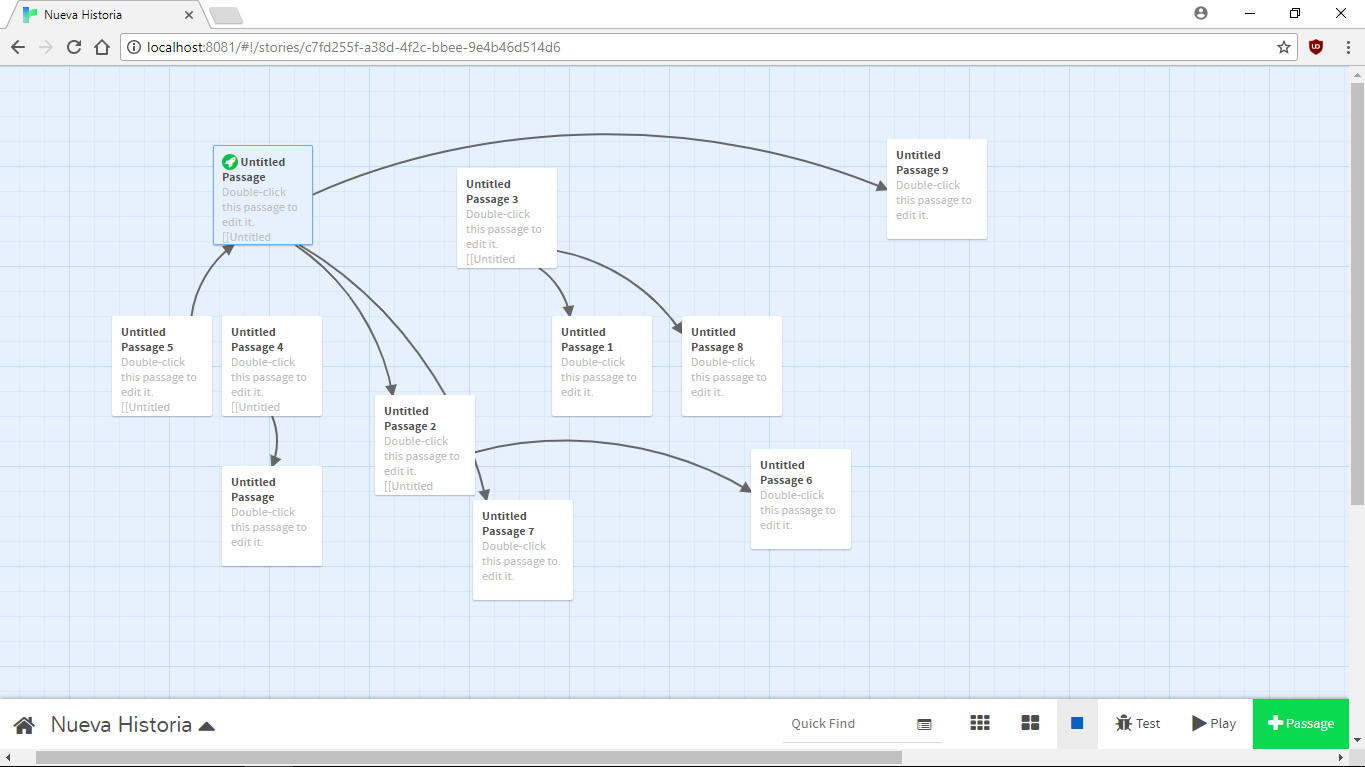 Nueva Historia
localhost:8081/#!/stories/c7fd255f-a38d-4f2c-bbee-9e4b46d514d6
Untitled
Passage
Double-click
this passage to
edit it.
[[Untitled
Untitled
Passage 3
Double-click
this passage to
edit it.
[[Untitled
Untitled
Passage 9
Double-click
this passage to
edit it.
Untitled
Passage 5
Double-click
this passage to
edit it.
[[Untitled
Untitled
Passage 4
Double-click
this passage to
edit it.
[[Untitled
Untitled
Passage 1
Double-click
this passage to
edit it.
Untitled
Passage 8
Double-click
this passage to
edit it.
Untitled
Passage 2
Double-click
this passage to
edit it.
[[Untitled
Untitled
Passage 6
Double-click
this passage to
edit it.
Untitled
Passage
Double-click
this passage to
edit it.
Untitled
Passage 7
Double-click
this passage to
edit it.
Nueva Historia
Quick Find
Test
Play
Passage